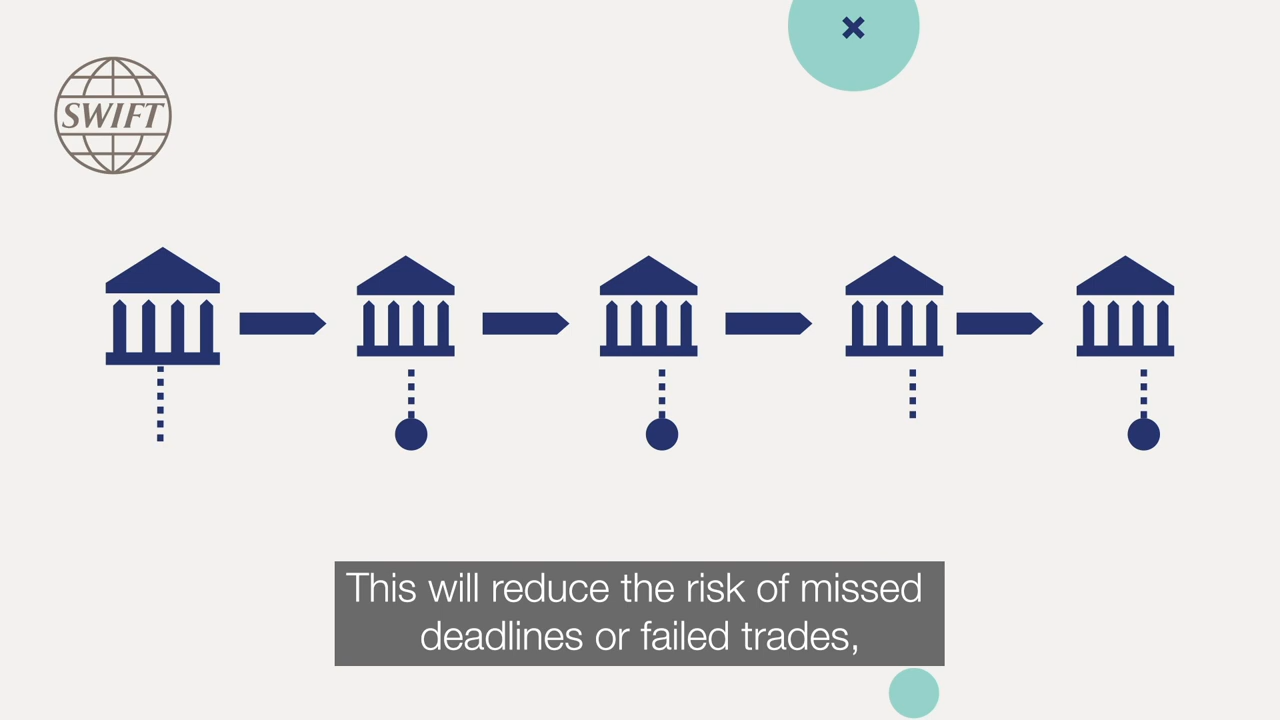 SWIFT
This will reduce the risk of missed
deadlines or failed trades,